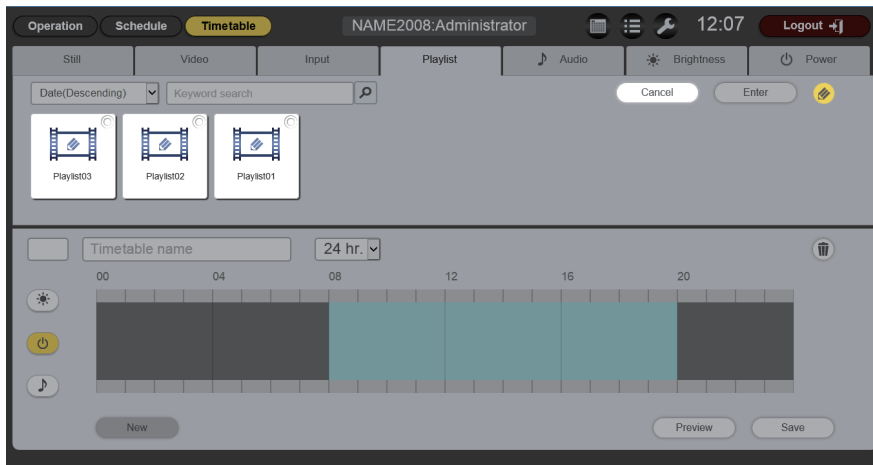 Operation Schedule Timetable NAME2008:Administrator 12:07 Logout
Still Video Input Playlist Audio Brightness Power
Date(Descending) Keyword search Cancel Enter
Playlist03 Playlist02 Playlist01
Timetable name 24 hr.
00 04 08 12 16 20
New Preview Save